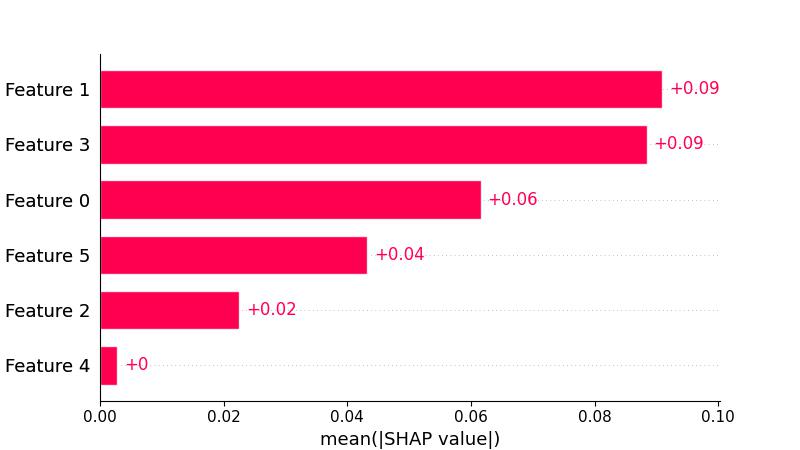 Feature 1 +0.09
Feature 3 +0.09
Feature 0 +0.06
Feature 5 +0.04
Feature 2 +0.02
Feature 4 +0
0.00 0.02 0.04 0.06 0.08 0.10
mean(|SHAP value|)